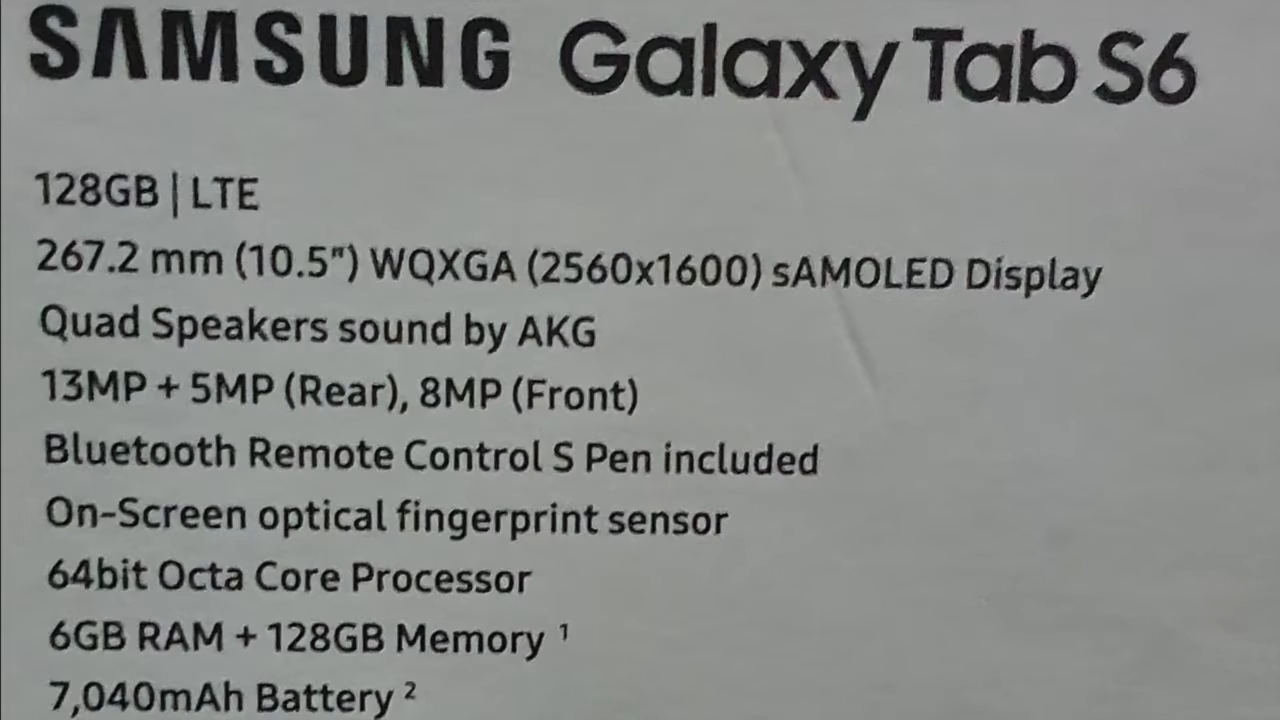 SAMSUNG Galaxy Tab S6
128GB | LTE
267.2 mm (10.5") WQXGA (2560x1600) sAMOLED Display
Quad Speakers sound by AKG
13MP + 5MP (Rear), 8MP (Front)
Bluetooth Remote Control S Pen included
On-Screen optical fingerprint sensor
64bit Octa Core Processor
6GB RAM + 128GB Memory ¹
7,040mAh Battery ²